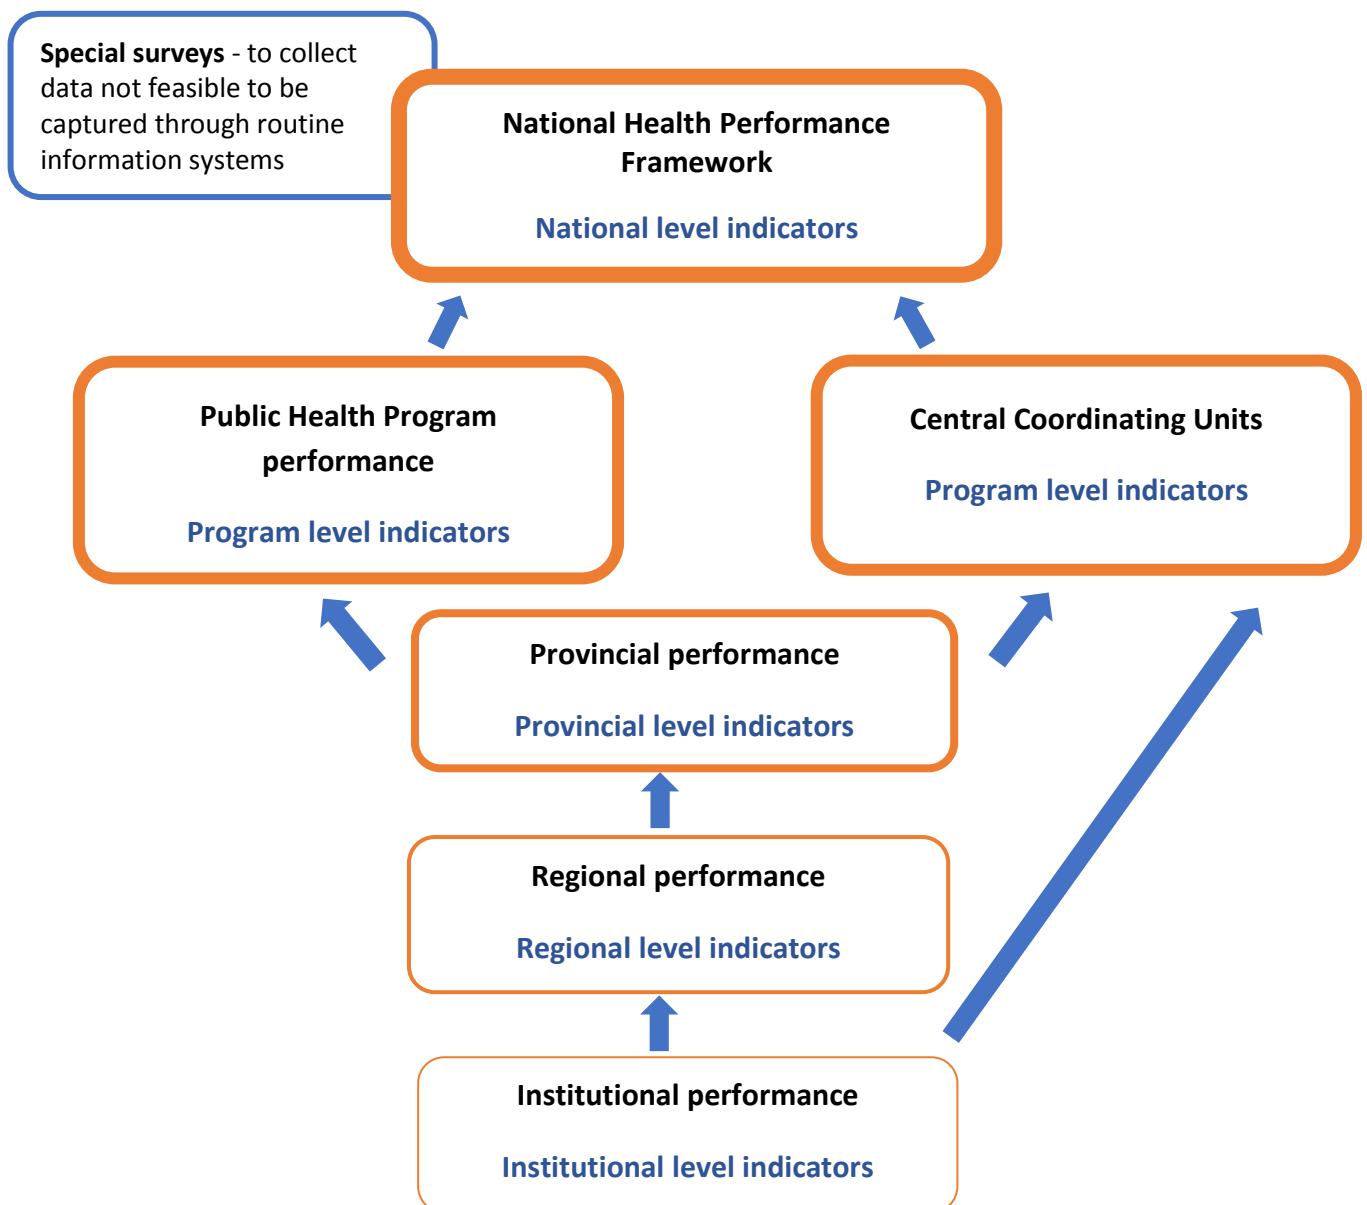 Special surveys - to collect
data not feasible to be
captured through routine
information systems
National Health Performance
Framework
National level indicators
Public Health Program
performance
Program level indicators
Central Coordinating Units
Program level indicators
Provincial performance
Provincial level indicators
Regional performance
Regional level indicators
Institutional performance
Institutional level indicators